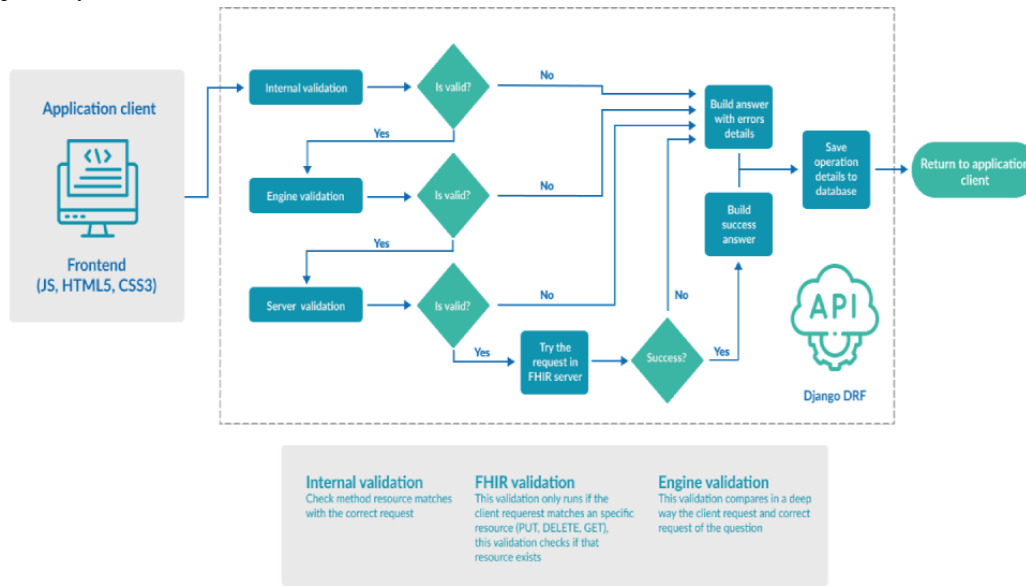 Application client
</>
Frontend
(JS, HTML5, CSS3)
Internal validation
Is valid?
No
Yes
Engine validation
Is valid?
No
Yes
Server validation
Is valid?
No
Yes
Try the
request in
FHIR server
Success?
No
Yes
Build answer
with errors
details
Build
success
answer
Save
operation
details to
database
Return to application
client
API
Django DRF
Internal validation
Check method resource matches
with the correct request
FHIR validation
This validation only runs if the
client requerest matches an specific
resource (PUT, DELETE, GET),
this validation checks if that
resource exists
Engine validation
This validation compares in a deep
way the client request and correct
request of the question